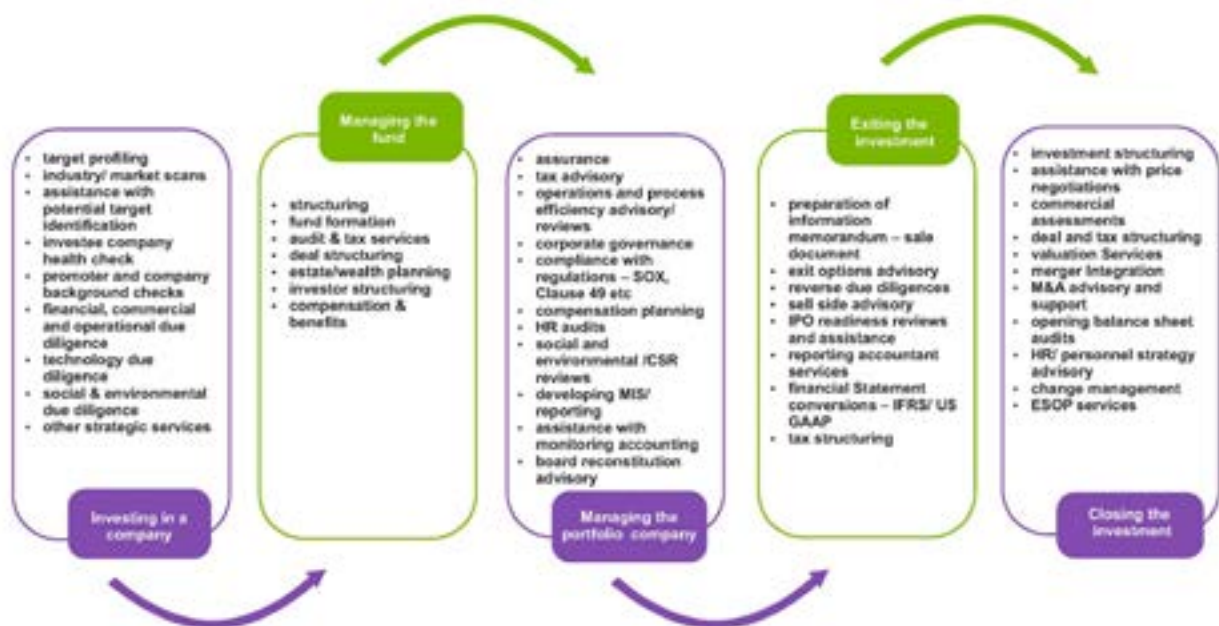 Managing the
fund
Exiting the
investment
• target profiling
• industry/ market scans
• assistance with
potential target
identification
• investee company
health check
• promoter and company
background checks
• financial, commercial
and operational due
diligence
• technology due
diligence
• social & environmental
due diligence
• other strategic services
Investing in a
company
• structuring
• fund formation
• audit & tax services
• deal structuring
• estate/wealth planning
• investor structuring
• compensation &
benefits
• assurance
• tax advisory
• operations and process
efficiency advisory/
reviews
• corporate governance
• compliance with
regulations – SOX,
Clause 49 etc
• compensation planning
• HR audits
• social and
environmental /CSR
reviews
• developing MIS/
reporting
• assistance with
monitoring accounting
• board reconstitution
advisory
Managing the
portfolio company
• preparation of
information
memorandum – sale
document
• exit options advisory
• reverse due diligences
• sell side advisory
• IPO readiness reviews
and assistance
• reporting accountant
services
• financial Statement
conversions – IFRS/ US
GAAP
• tax structuring
• investment structuring
• assistance with price
negotiations
• commercial
assessments
• deal and tax structuring
• valuation Services
• merger Integration
• M&A advisory and
support
• opening balance sheet
audits
• HR/ personnel strategy
advisory
• change management
• ESOP services
Closing the
investment